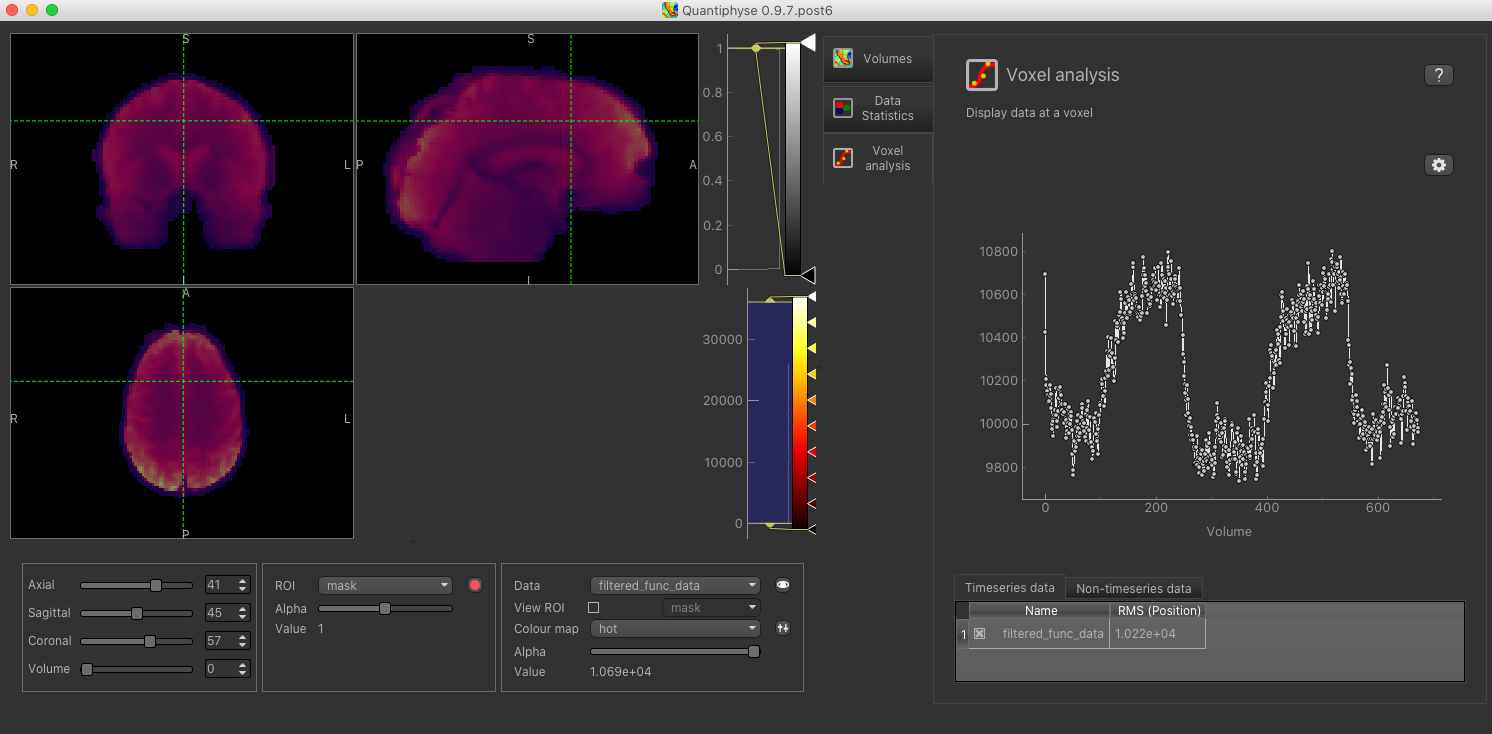 Quantiphyse 0.9.7.post6
S
R
L
I
S
P
A
I
1
0.8
0.6
0.4
0.2
0
A
R
L
P
30000
20000
10000
0
Volumes
Data
Statistics
Voxel
analysis
Voxel analysis
?
Display data at a voxel
10800
10600
10400
10200
10000
9800
0
200
400
600
Volume
Axial
41
Sagittal
45
Coronal
57
Volume
0
ROI
mask
Alpha
Value 1
Data
filtered_func_data
View ROI
mask
Colour map
hot
Alpha
Value
1.069e+04
Timeseries data
Non-timeseries data
Name
RMS (Position)
1
filtered_func_data
1.022e+04